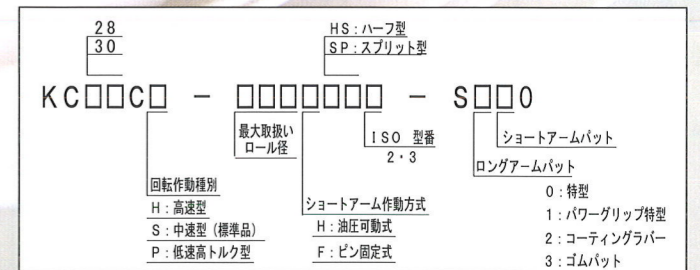 28
30
HS:ハーフ型
SP:スプリット型
KC□□C□ - □□□□□□□ - S□□0
最大取扱い
ロール径
ISO 型番
2・3
ショートアームパット
ロングアームパット
回転作動種別
H:高速型
S:中速型(標準品)
P:低速高トルク型
ショートアーム作動方式
H:油圧可動式
F:ピン固定式
0:特型
1:パワーグリップ特型
2:コーティングラバー
3:ゴムパット